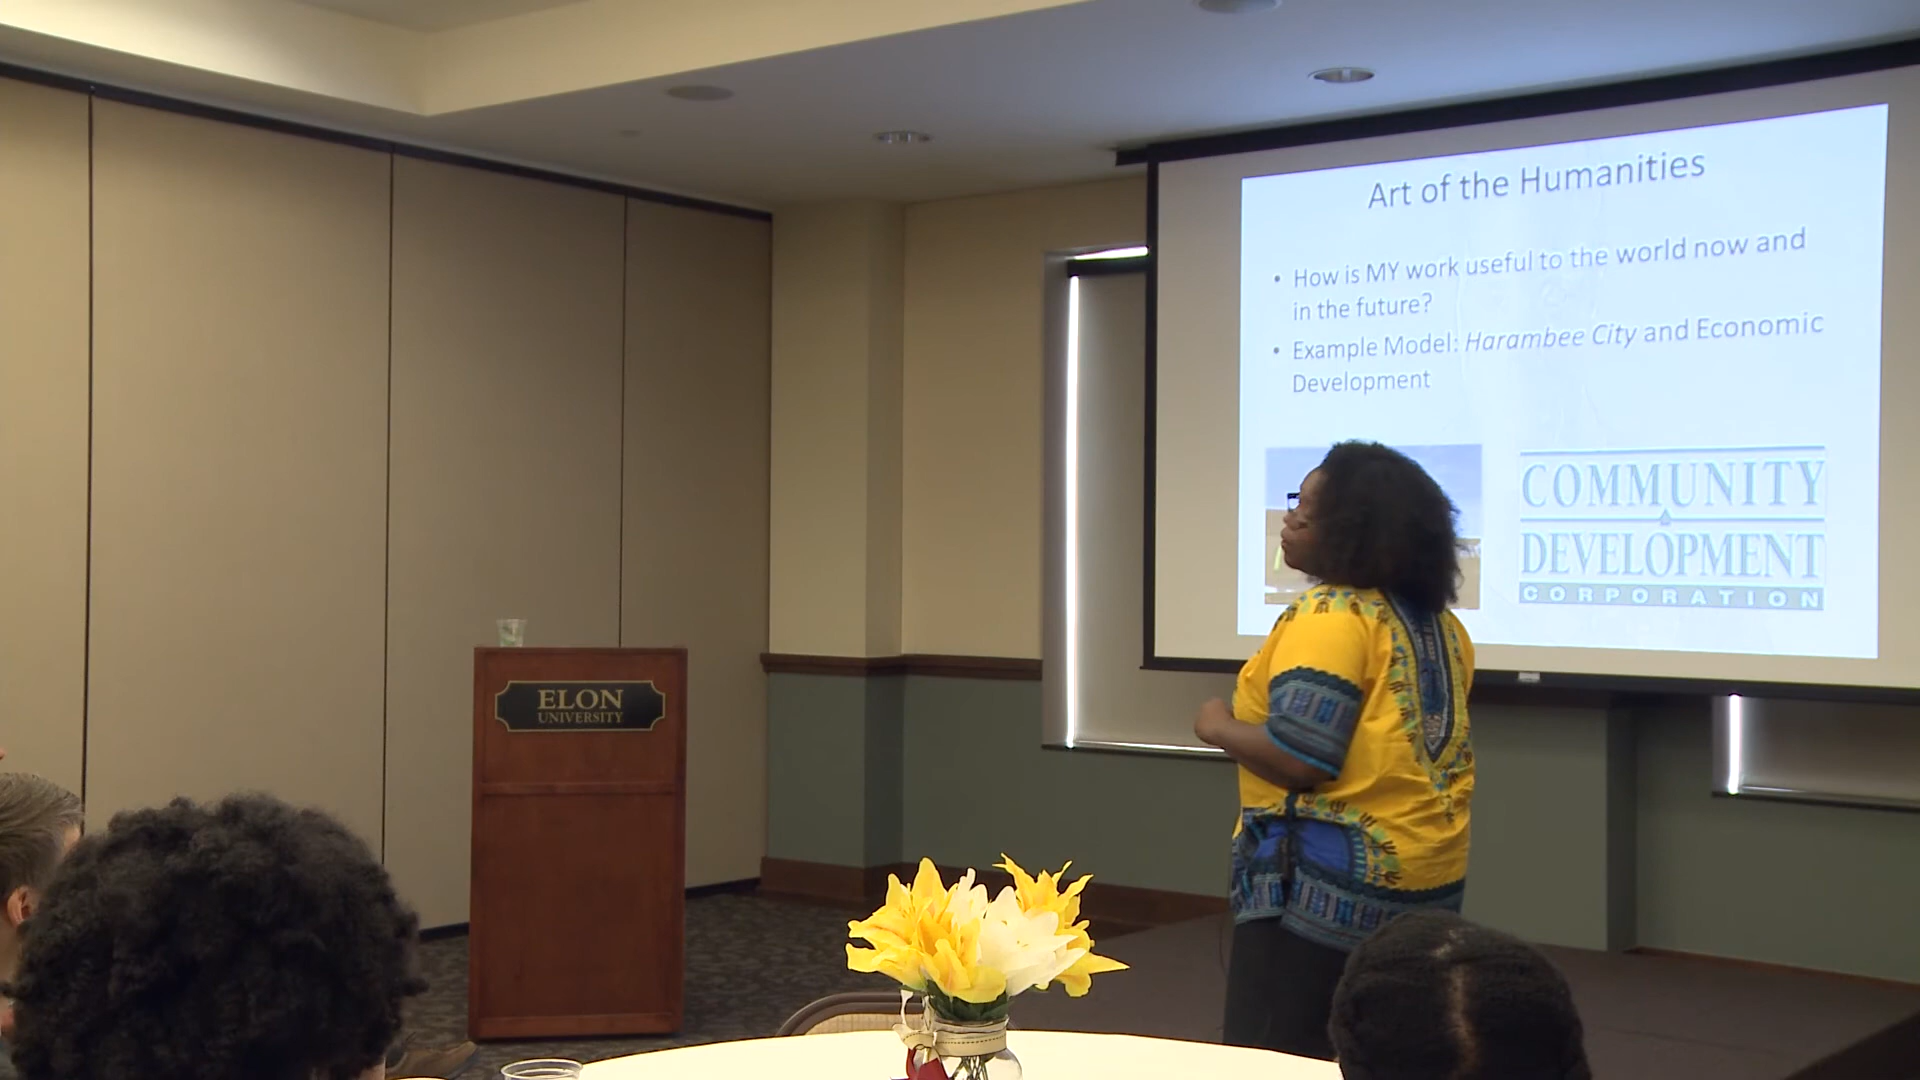 Art of the Humanities
• How is MY work useful to the world now and
in the future?
• Example Model: Harambee City and Economic
Development
COMMUNITY
DEVELOPMENT
CORPORATION
ELON
UNIVERSITY